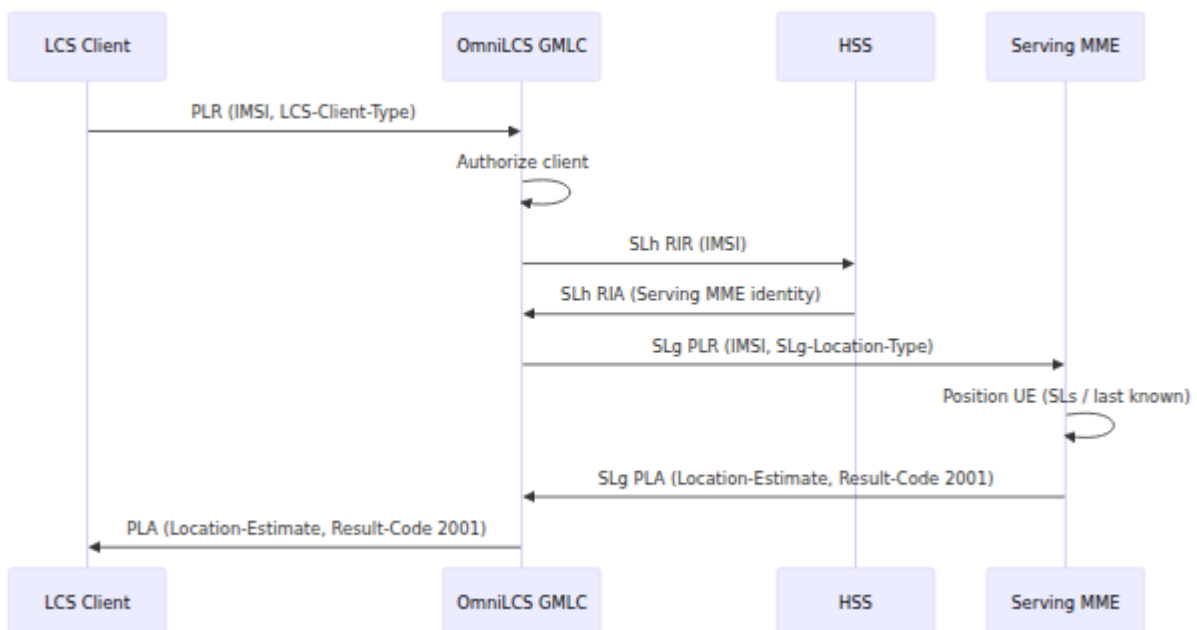 LCS Client
OmniLCS GMLC
HSS
Serving MME
PLR (IMSI, LCS-Client-Type)
Authorize client
SLh RIR (IMSI)
SLh RIA (Serving MME identity)
SLg PLR (IMSI, SLg-Location-Type)
Position UE (SLs / last known)
SLg PLA (Location-Estimate, Result-Code 2001)
PLA (Location-Estimate, Result-Code 2001)
LCS Client
OmniLCS GMLC
HSS
Serving MME